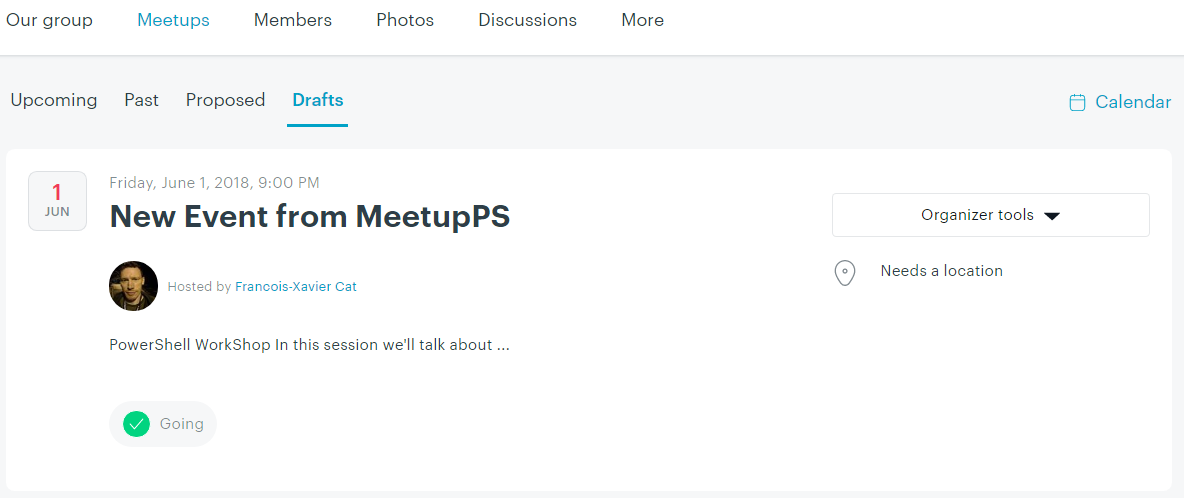 Our group Meetups Members Photos Discussions More
Upcoming Past Proposed Drafts Calendar
1
JUN
Friday, June 1, 2018, 9:00 PM
New Event from MeetupPS
Organizer tools
Needs a location
Hosted by Francois-Xavier Cat
PowerShell WorkShop In this session we'll talk about ...
Going